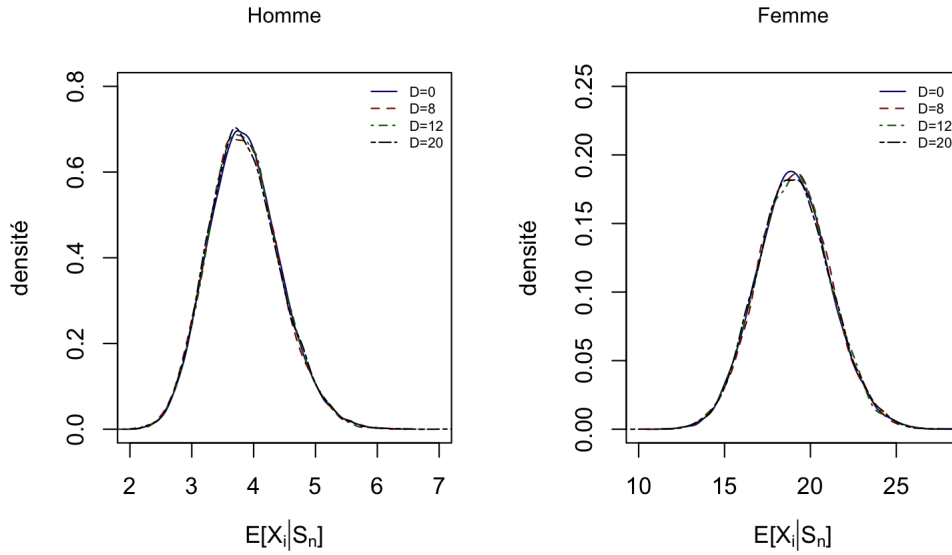 Homme
densité
0.0 0.2 0.4 0.6 0.8
D=0
D=8
D=12
D=20
2 3 4 5 6 7
E[Xi|Sn]
Femme
densité
0.00 0.05 0.10 0.15 0.20 0.25
D=0
D=8
D=12
D=20
10 15 20 25
E[Xi|Sn]